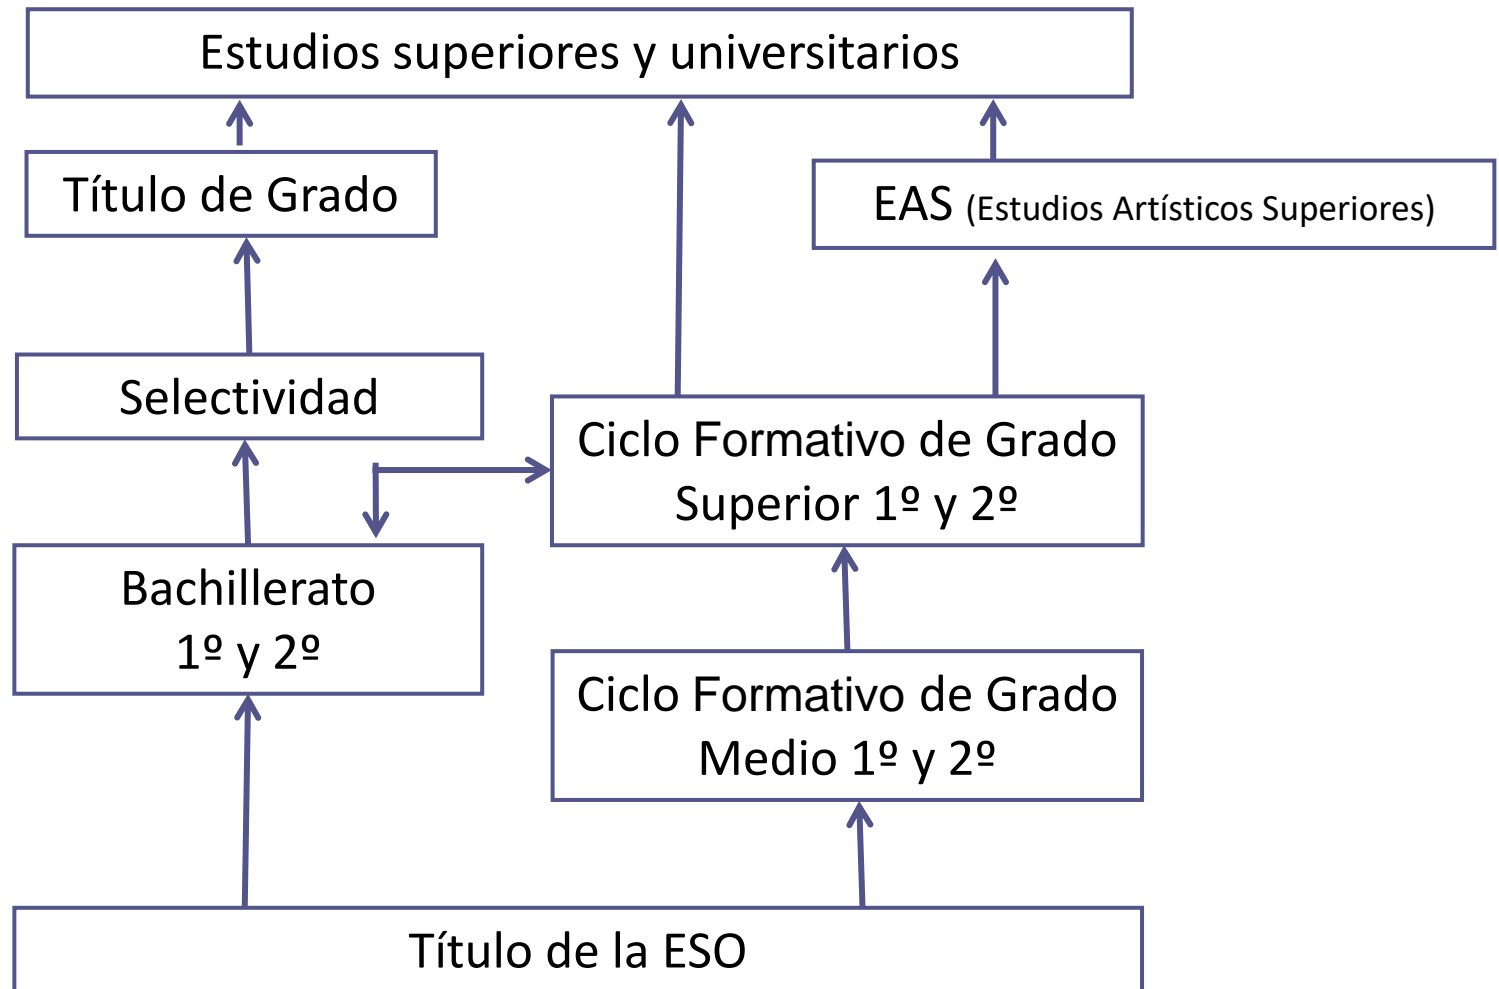 Estudios superiores y universitarios
Título de Grado
EAS (Estudios Artísticos Superiores)
Selectividad
Ciclo Formativo de Grado
Superior 1º y 2º
Bachillerato
1º y 2º
Ciclo Formativo de Grado
Medio 1º y 2º
Título de la ESO